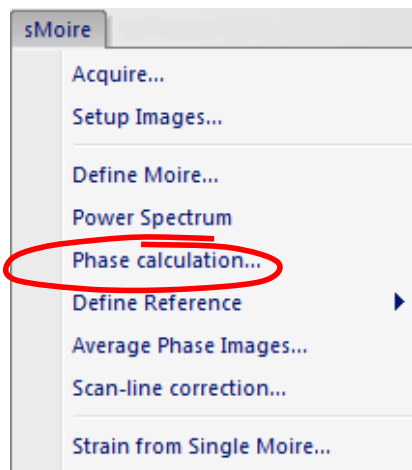 sMoire
Acquire...
Setup Images...
Define Moire...
Power Spectrum
Phase calculation...
Define Reference
Average Phase Images...
Scan-line correction...
Strain from Single Moire...